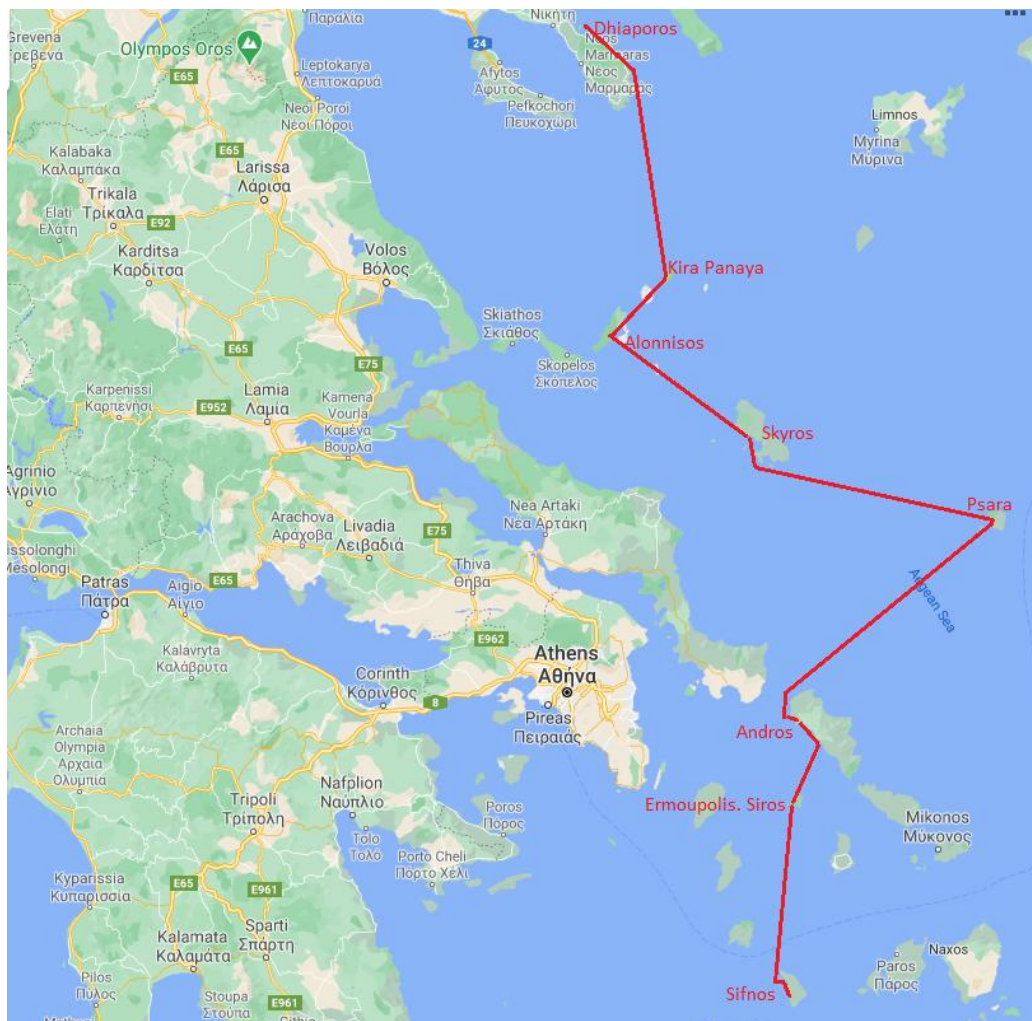 Παραλία
Νικήτη
Dhiaporos
Grevena
Γρεβενά
Olympos Oros
24
Neos
Marmaras
Νέος
Μαρμαράς
Leptokarya
Λεπτοκαρυά
E65
Afytos
Άφυτος
Pefkochori
Πευκοχώρι
Neoi Poroi
Νέοι Πόροι
Limnos
Myrina
Μύρινα
Kalabaka
Καλαμπάκα
E65
Larissa
Λάρισα
Trikala
Τρίκαλα
Elati
Ελάτη
E92
Karditsa
Καρδίτσα
Volos
Βόλος
Kira Panaya
Skiathos
Σκιάθος
Alonnisos
E65
E75
Skopelos
Σκόπελος
Karpenissi
Καρπενήσι
Lamia
Λαμία
Kamena
Vourla
Καμένα
Βούρλα
E952
Skyros
Agrinio
Αγρίνιο
Psara
Nea Artaki
Νέα Αρτάκη
Arachova
Αράχοβα
Livadia
Λειβαδιά
E75
Thiva
Θήβα
Aegean Sea
E65
Patras
Πάτρα
Aigio
Αίγιο
E962
Kalavryta
Καλάβρυτα
Athens
Αθήνα
Corinth
Κόρινθος
8
Pireas
Πειραιάς
Andros
Archaia
Olympia
Αρχαία
Ολυμπία
Nafplion
Ναύπλιο
Tripoli
Τρίπολη
Poros
Πόρος
Ermoupolis. Siros
Mikonos
Μύκονος
Tolo
Τολό
Porto Cheli
Πόρτο Χέλι
Kyparissia
Κυπαρισσία
E65
E961
Kalamata
Καλαμάτα
Sparti
Σπάρτη
Naxos
Paros
Πάρος
Pilos
Πύλος
Stoupa
Στούπα
E961
Sifnos